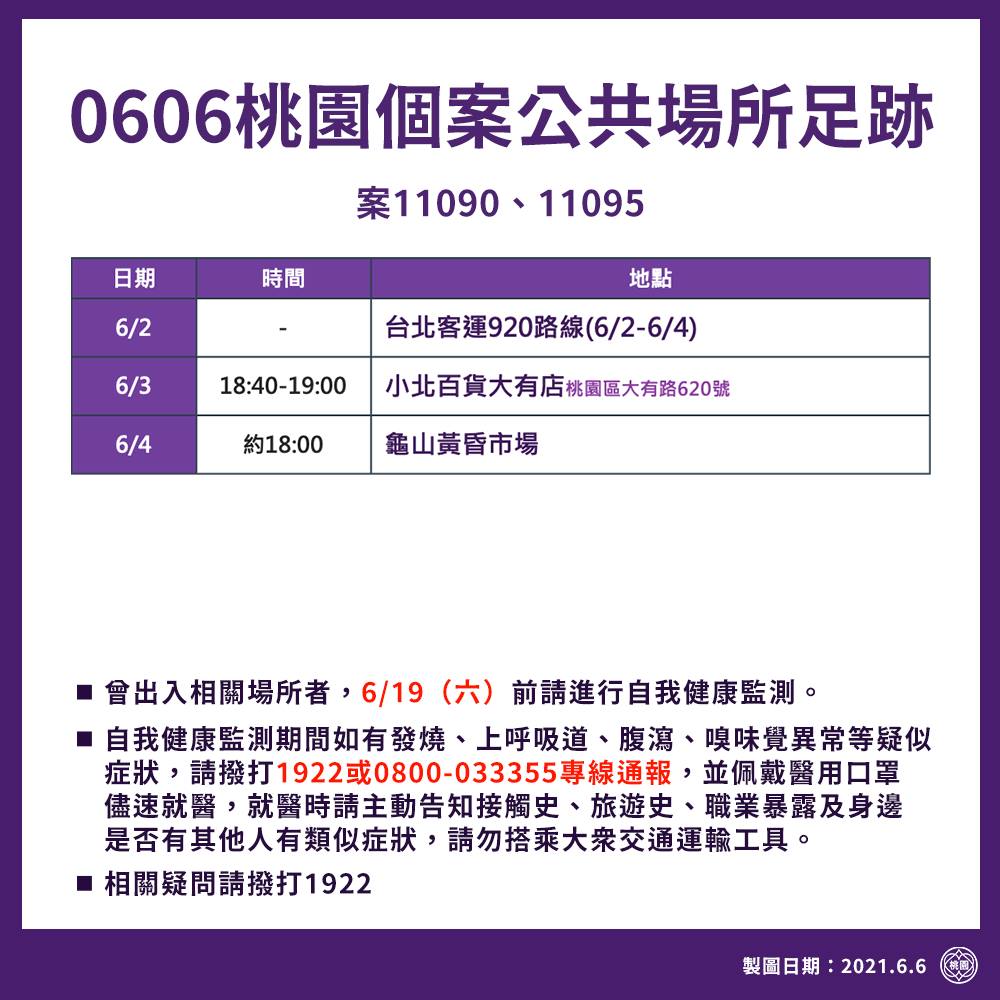 0606桃園個案公共場所足跡
案11090、11095
日期 時間 地點
6/2 - 台北客運920路線(6/2-6/4)
6/3 18:40-19:00 小北百貨大有店桃園區大有路620號
6/4 約18:00 龜山黃昏市場
■ 曾出入相關場所者，6/19（六）前請進行自我健康監測。
■ 自我健康監測期間如有發燒、上呼吸道、腹瀉、嗅味覺異常等疑似
症狀，請撥打1922或0800-033355專線通報，並佩戴醫用口罩
儘速就醫，就醫時請主動告知接觸史、旅遊史、職業暴露及身邊
是否有其他人有類似症狀，請勿搭乘大眾交通運輸工具。
■ 相關疑問請撥打1922
製圖日期：2021.6.6 桃園